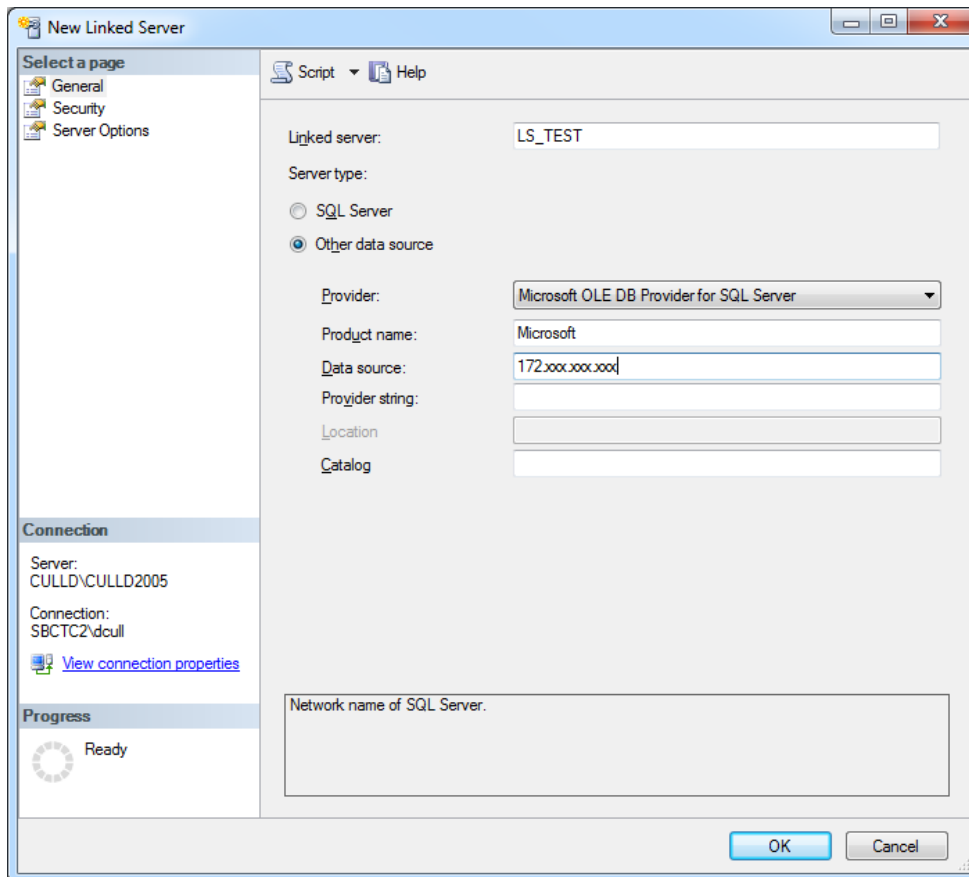 New Linked Server
Select a page
General
Security
Server Options
Script
Help
Linked server:
LS_TEST
Server type:
SQL Server
Other data source
Provider:
Microsoft OLE DB Provider for SQL Server
Product name:
Microsoft
Data source:
172.xxx.xxx.xxx
Provider string:
Location
Catalog
Connection
Server:
CULLD\CULLD2005
Connection:
SBCTC2\dcull
View connection properties
Progress
Ready
Network name of SQL Server.
OK
Cancel